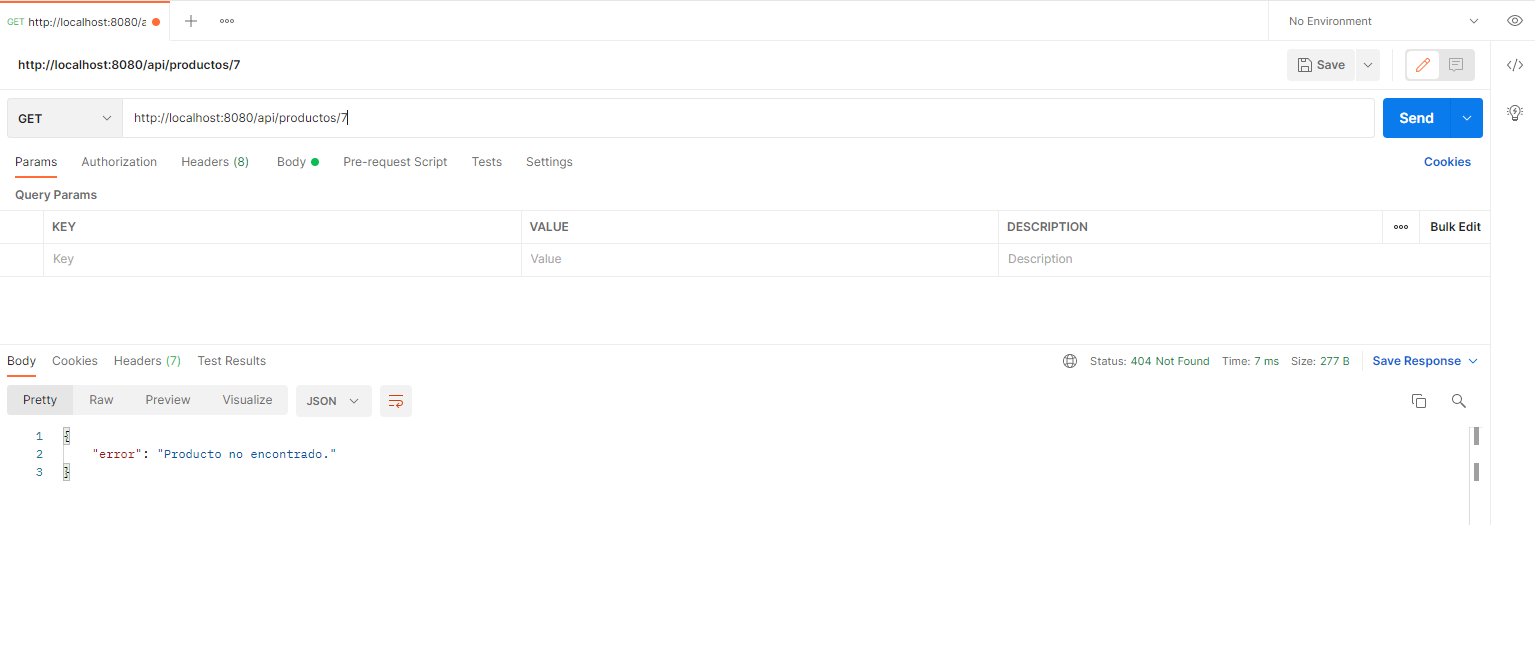 GET http://localhost:8080/a
No Environment
http://localhost:8080/api/productos/7
Save
GET http://localhost:8080/api/productos/7 Send
Params Authorization Headers (8) Body Pre-request Script Tests Settings Cookies
Query Params
KEY VALUE DESCRIPTION Bulk Edit
Key Value Description
Body Cookies Headers (7) Test Results Status: 404 Not Found Time: 7 ms Size: 277 B Save Response
Pretty Raw Preview Visualize JSON
1 {
2 "error": "Producto no encontrado."
3 }